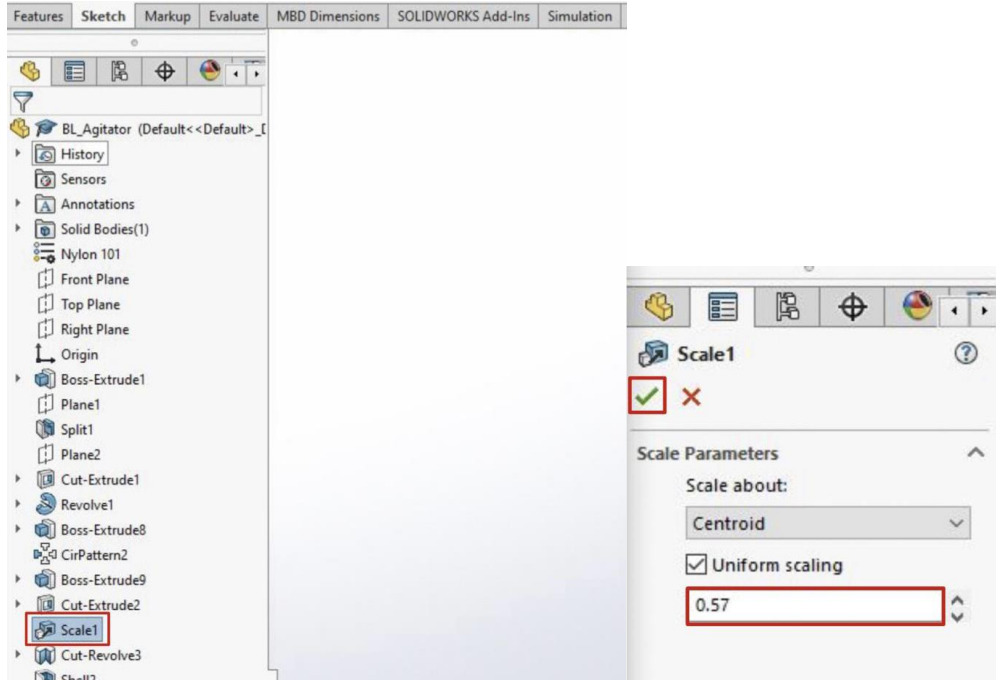 Features Sketch Markup Evaluate MBD Dimensions SOLIDWORKS Add-Ins Simulation
BL_Agitator (Default<<Default>_D
History
Sensors
Annotations
Solid Bodies(1)
Nylon 101
Front Plane
Top Plane
Right Plane
Origin
Boss-Extrude1
Plane1
Split1
Plane2
Cut-Extrude1
Revolve1
Boss-Extrude8
CirPattern2
Boss-Extrude9
Cut-Extrude2
Scale1
Cut-Revolve3
Scale1
Scale Parameters
Scale about:
Centroid
Uniform scaling
0.57